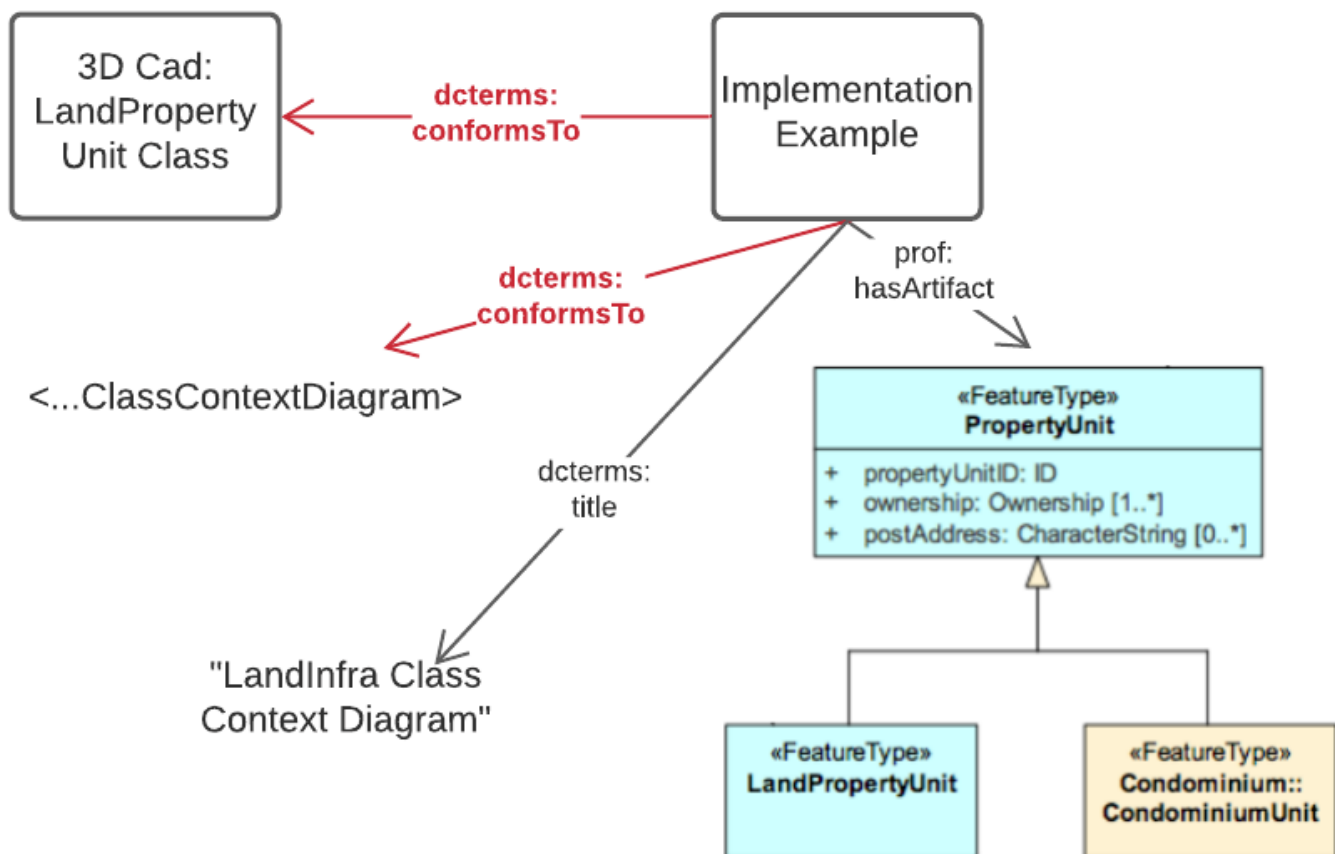 3D Cad:
LandProperty
Unit Class
dcterms:
conformsTo
Implementation
Example
dcterms:
conformsTo
prof:
hasArtifact
<...ClassContextDiagram>
dcterms:
title
"LandInfra Class
Context Diagram"
«FeatureType»
PropertyUnit
+ propertyUnitID: ID
+ ownership: Ownership [1..*]
+ postAddress: CharacterString [0..*]
«FeatureType»
LandPropertyUnit
«FeatureType»
Condominium::
CondominiumUnit